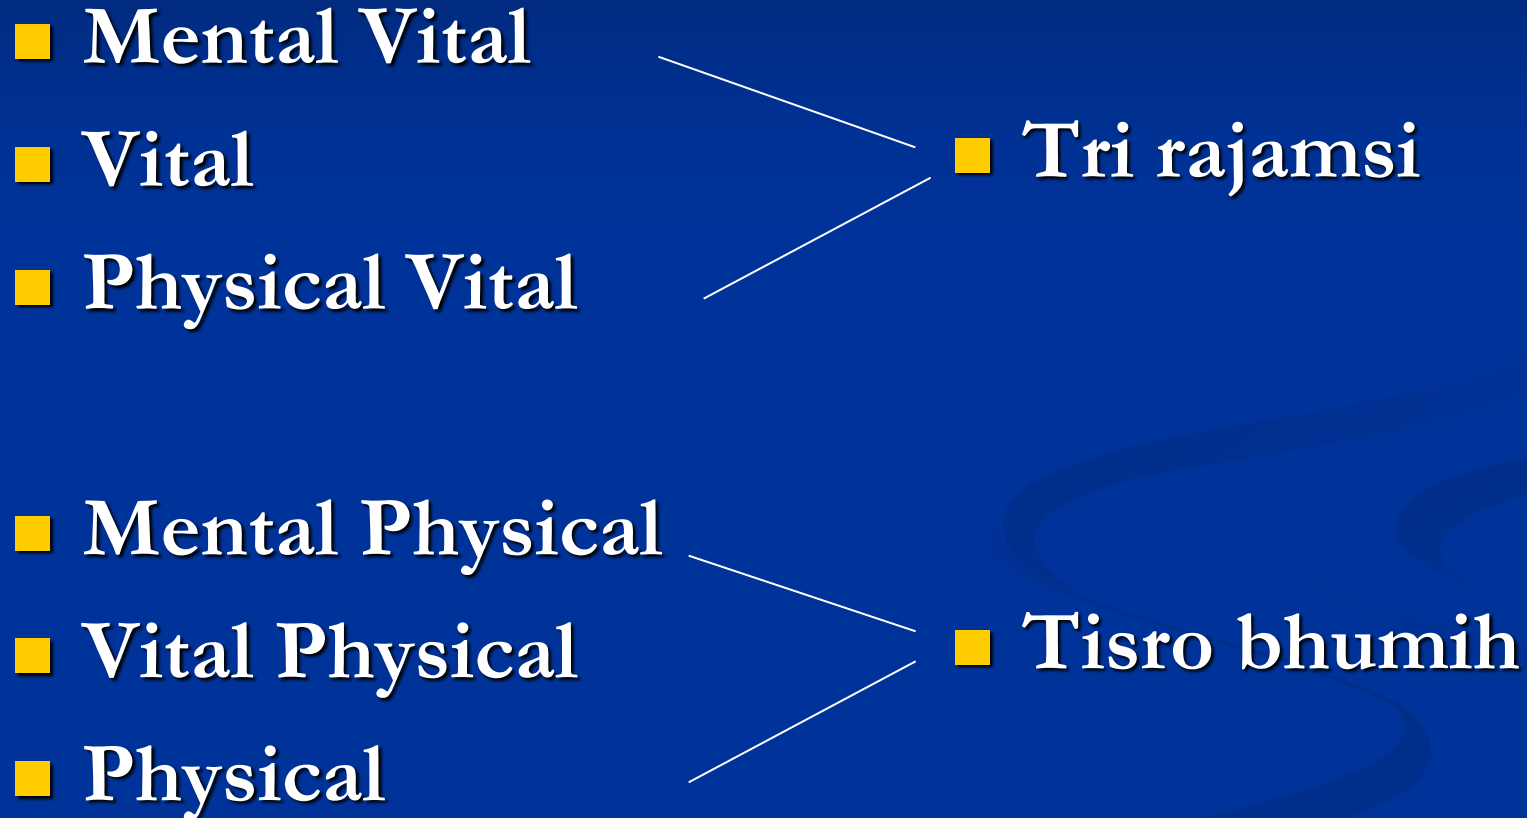 Mental Vital
Vital
Physical Vital
Tri rajamsi
Mental Physical
Vital Physical
Physical
Tisro bhumih